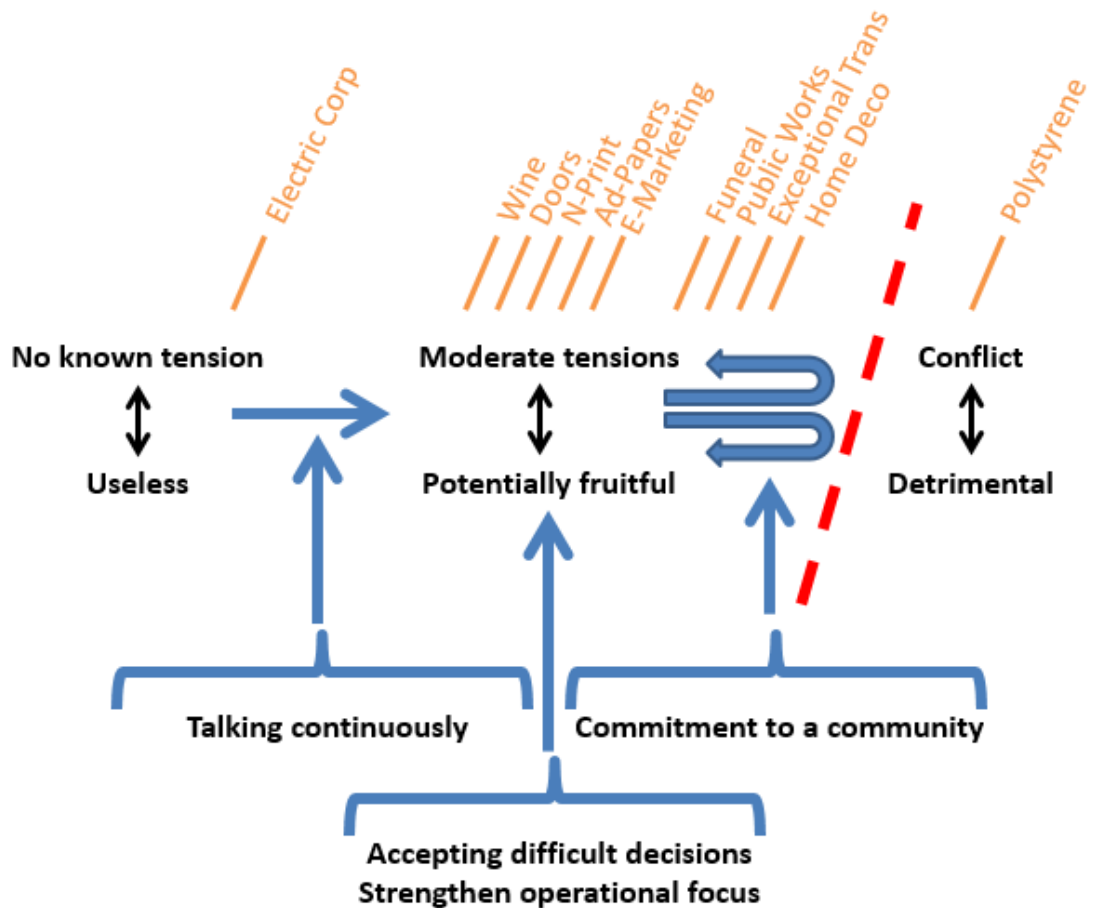 Electric Corp
Wine
Doors
N-Print
Ad-Papers
E-Marketing
Funeral
Public Works
Exceptional Trans
Home Deco
Polystyrene
No known tension
Moderate tensions
Conflict
Useless
Potentially fruitful
Detrimental
Talking continuously
Commitment to a community
Accepting difficult decisions
Strengthen operational focus